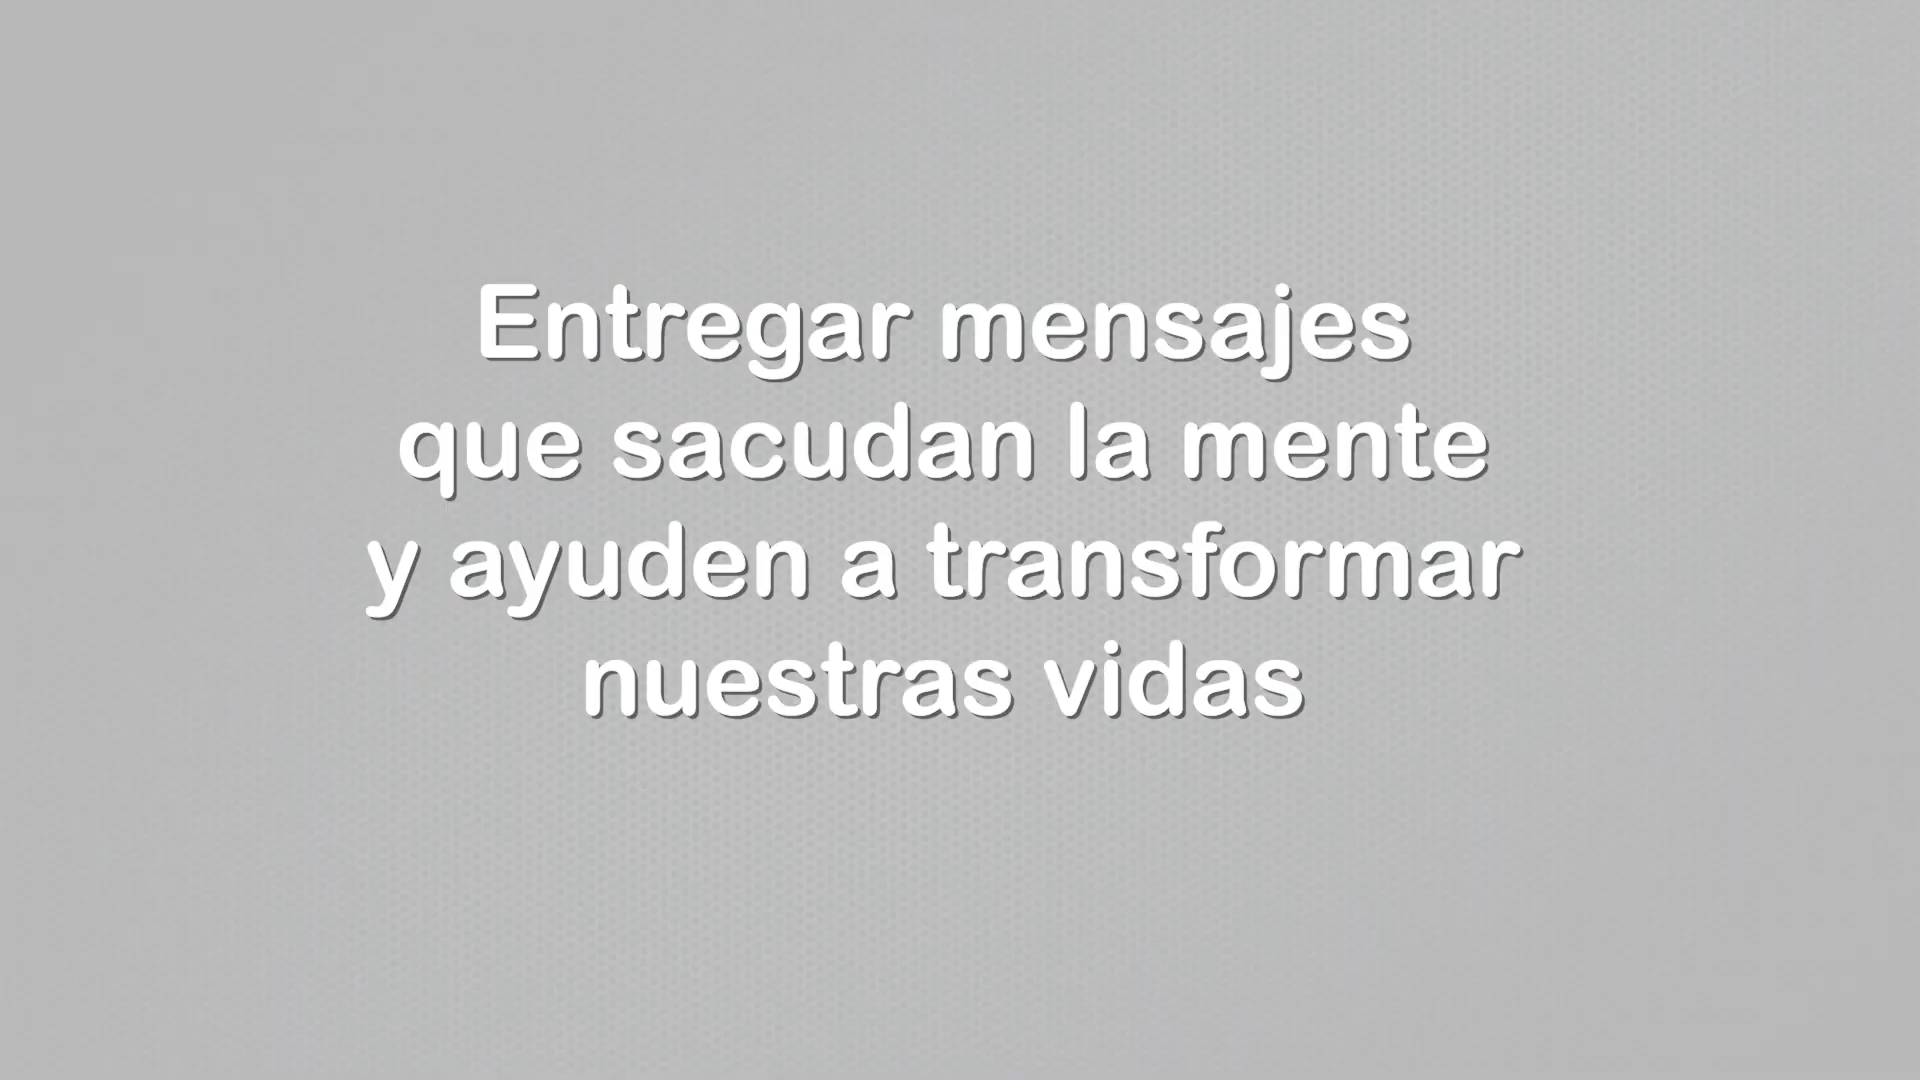 Entregar mensajes
que sacudan la mente
y ayuden a transformar
nuestras vidas